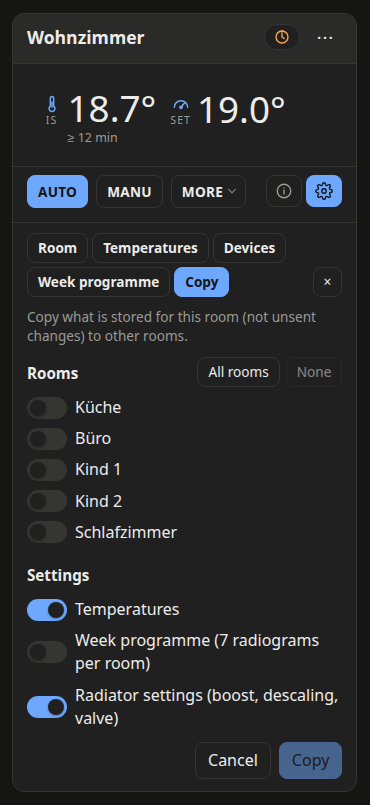 Wohnzimmer
IS 18.7° SET 19.0°
≥ 12 min
AUTO MANU MORE
Room Temperatures Devices
Week programme Copy ×
Copy what is stored for this room (not unsent
changes) to other rooms.
Rooms All rooms None
Küche
Büro
Kind 1
Kind 2
Schlafzimmer
Settings
Temperatures
Week programme (7 radiograms
per room)
Radiator settings (boost, descaling,
valve)
Cancel Copy